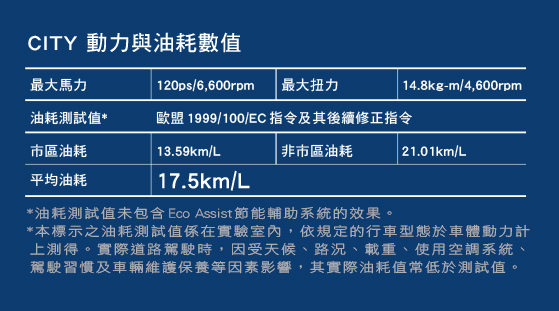 CITY 動力與油耗數值
最大馬力 120ps/6,600rpm 最大扭力 14.8kg-m/4,600rpm
油耗測試值* 歐盟 1999/100/EC 指令及其後續修正指令
市區油耗 13.59km/L 非市區油耗 21.01km/L
平均油耗 17.5km/L
*油耗測試值未包含 Eco Assist 節能輔助系統的效果。
*本標示之油耗測試值係在實驗室內，依規定的行車型態於車體動力計
上測得。實際道路駕駛時，因受天候、路況、載重、使用空調系統、
駕駛習慣及車輛維護保養等因素影響，其實際油耗值常低於測試值。